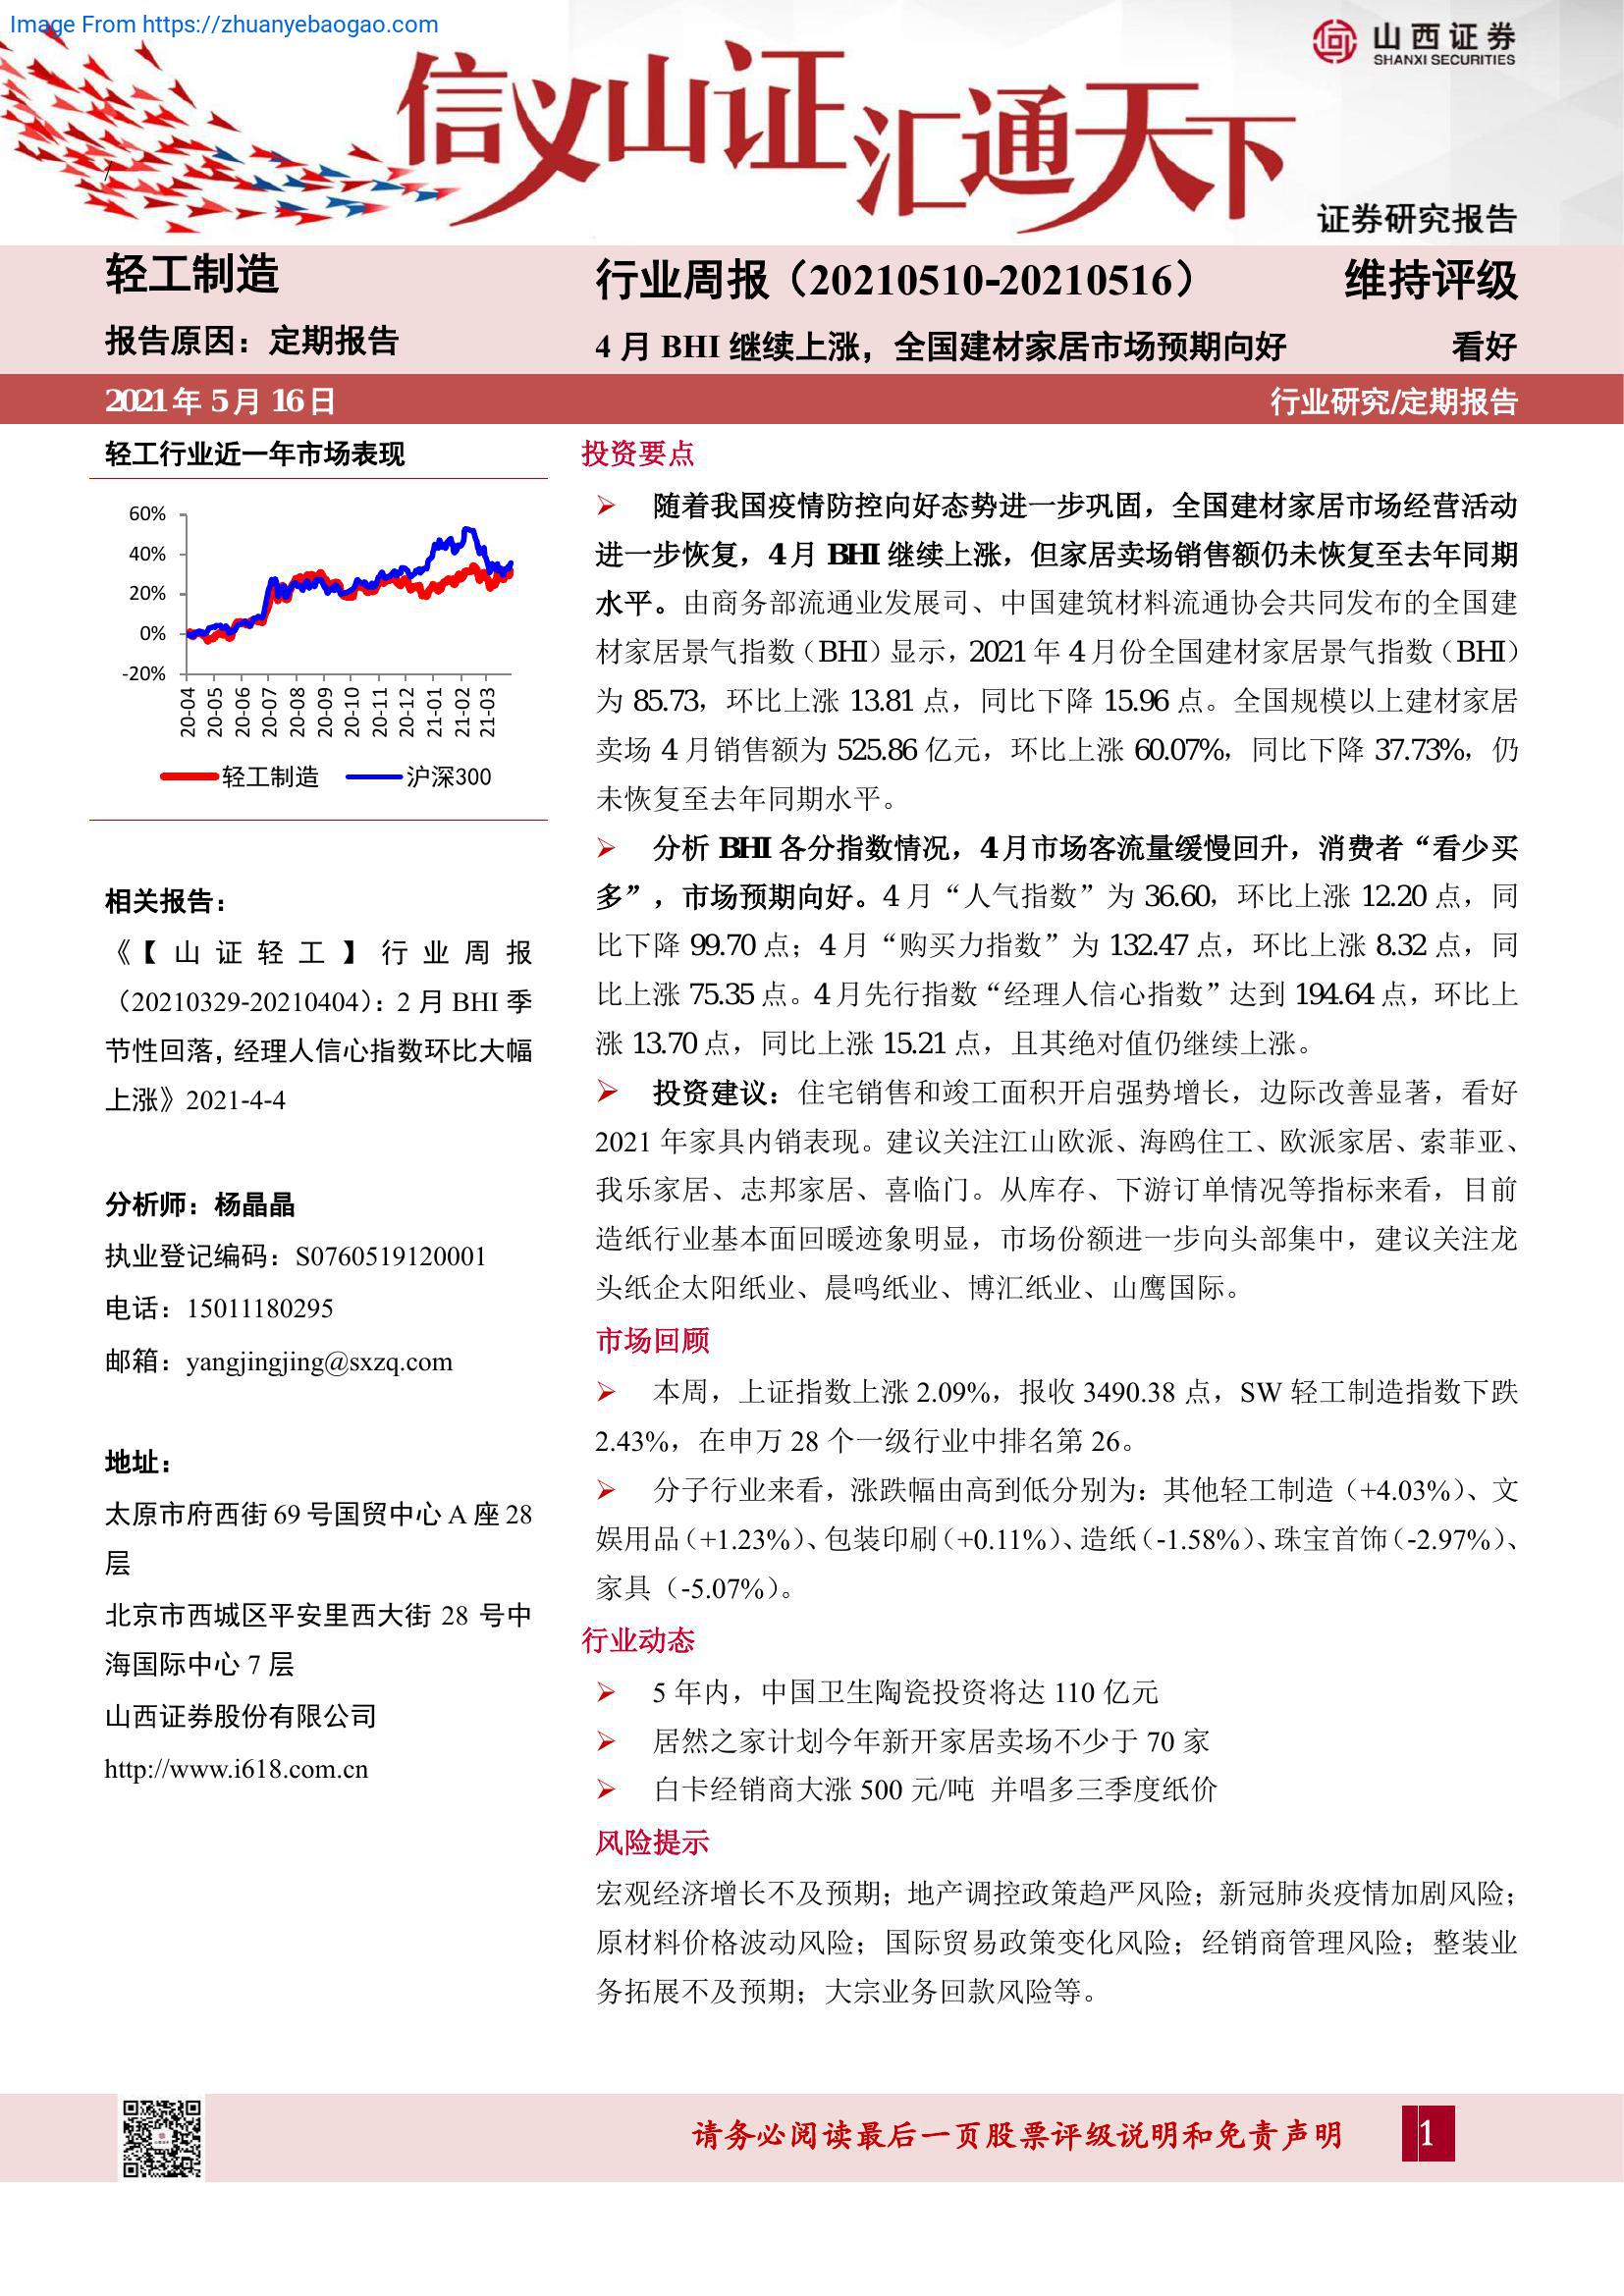 Image From https://zhuanyebaogao.com
山西证券
SHANXI SECURITIES
信义山证汇通天下
证券研究报告
轻工制造
行业周报（20210510-20210516）
维持评级
报告原因：定期报告
4 月 BHI 继续上涨，全国建材家居市场预期向好
看好
2021 年 5 月 16 日
行业研究/定期报告
轻工行业近一年市场表现
60%
40%
20%
0%
-20%
20-04
20-05
20-06
20-07
20-08
20-09
20-10
20-11
20-12
21-01
21-02
21-03
轻工制造
沪深300
相关报告：
《【山证轻工】行业周报
（20210329-20210404）：2 月 BHI 季
节性回落，经理人信心指数环比大幅
上涨》2021-4-4
分析师：杨晶晶
执业登记编码：S0760519120001
电话：15011180295
邮箱：yangjingjing@sxzq.com
地址：
太原市府西街 69 号国贸中心 A 座 28
层
北京市西城区平安里西大街 28 号中
海国际中心 7 层
山西证券股份有限公司
http://www.i618.com.cn
投资要点
➢ 随着我国疫情防控向好态势进一步巩固，全国建材家居市场经营活动
进一步恢复，4 月 BHI 继续上涨，但家居卖场销售额仍未恢复至去年同期
水平。由商务部流通业发展司、中国建筑材料流通协会共同发布的全国建
材家居景气指数（BHI）显示，2021 年 4 月份全国建材家居景气指数（BHI）
为 85.73，环比上涨 13.81 点，同比下降 15.96 点。全国规模以上建材家居
卖场 4 月销售额为 525.86 亿元，环比上涨 60.07%，同比下降 37.73%，仍
未恢复至去年同期水平。
➢ 分析 BHI 各分指数情况，4 月市场客流量缓慢回升，消费者“看少买
多”，市场预期向好。4 月“人气指数”为 36.60，环比上涨 12.20 点，同
比下降 99.70 点；4 月“购买力指数”为 132.47 点，环比上涨 8.32 点，同
比上涨 75.35 点。4 月先行指数“经理人信心指数”达到 194.64 点，环比上
涨 13.70 点，同比上涨 15.21 点，且其绝对值仍继续上涨。
➢ 投资建议：住宅销售和竣工面积开启强势增长，边际改善显著，看好
2021 年家具内销表现。建议关注江山欧派、海鸥住工、欧派家居、索菲亚、
我乐家居、志邦家居、喜临门。从库存、下游订单情况等指标来看，目前
造纸行业基本面回暖迹象明显，市场份额进一步向头部集中，建议关注龙
头纸企太阳纸业、晨鸣纸业、博汇纸业、山鹰国际。
市场回顾
➢ 本周，上证指数上涨 2.09%，报收 3490.38 点，SW 轻工制造指数下跌
2.43%，在申万 28 个一级行业中排名第 26。
➢ 分子行业来看，涨跌幅由高到低分别为：其他轻工制造（+4.03%）、文
娱用品（+1.23%）、包装印刷（+0.11%）、造纸（-1.58%）、珠宝首饰（-2.97%）、
家具（-5.07%）。
行业动态
➢ 5 年内，中国卫生陶瓷投资将达 110 亿元
➢ 居然之家计划今年新开家居卖场不少于 70 家
➢ 白卡经销商大涨 500 元/吨 并唱多三季度纸价
风险提示
宏观经济增长不及预期；地产调控政策趋严风险；新冠肺炎疫情加剧风险；
原材料价格波动风险；国际贸易政策变化风险；经销商管理风险；整装业
务拓展不及预期；大宗业务回款风险等。
请务必阅读最后一页股票评级说明和免责声明
1